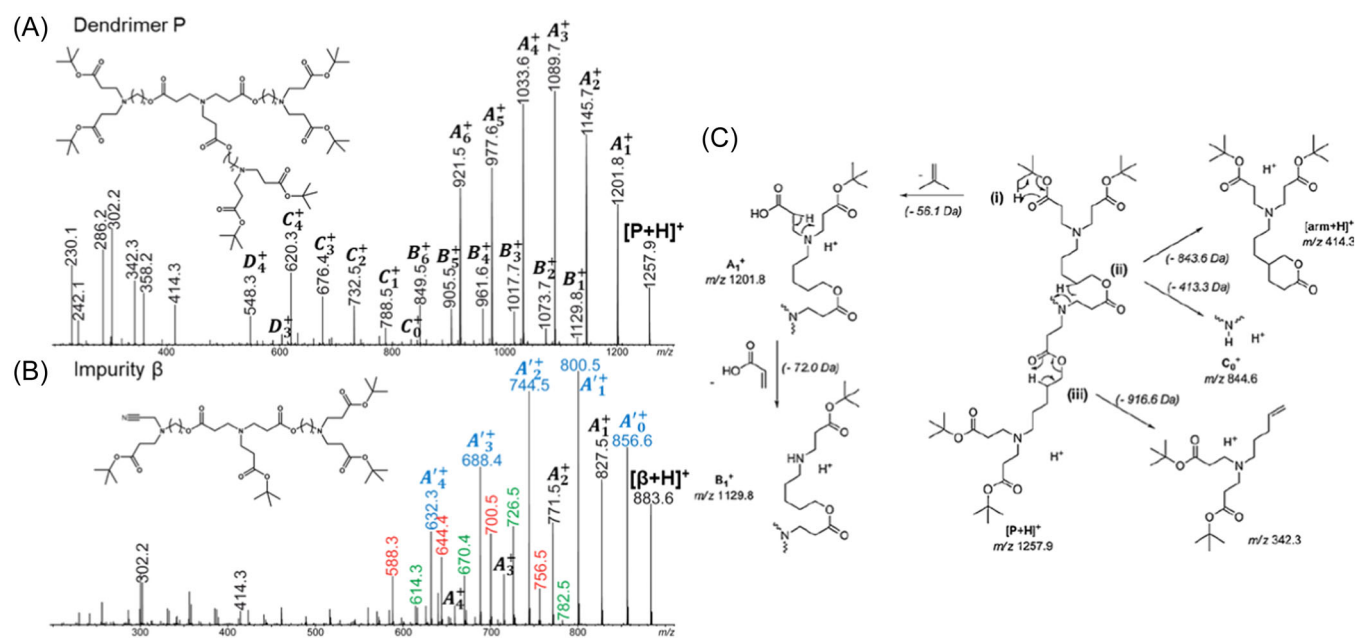 (A) Dendrimer P
230.1
242.1
286.2
302.2
342.3
358.2
414.3
D₄⁺
548.3
D₃⁺
C₄⁺
620.3
C₃⁺
676.4
C₂⁺
732.5
C₁⁺
788.5
C₀⁺
B₆⁺
849.5
B₅⁺
905.5
A₆⁺
921.5
B₄⁺
961.6
A₅⁺
977.6
B₃⁺
1017.7
A₄⁺
1033.6
B₂⁺
1073.7
A₃⁺
1089.7
B₁⁺
1129.8
A₂⁺
1145.7
A₁⁺
1201.8
[P+H]⁺
1257.9
400 600 800 1000 1200 m/z
(B) Impurity β
302.2
414.3
588.3
614.3
A'₄⁺
632.3
644.4
A₄⁺
670.4
A'₃⁺
688.4
700.5
A₃⁺
726.5
A'₂⁺
744.5
756.5
A₂⁺
771.5
782.5
800.5
A'₁⁺
A₁⁺
827.5
A'₀⁺
856.6
[β+H]⁺
883.6
300 400 500 600 700 800 m/z
(C)
(i)
(- 56.1 Da)
H⁺
A₁⁺
m/z 1201.8
(- 72.0 Da)
H⁺
B₁⁺
m/z 1129.8
(ii)
(- 843.6 Da)
H⁺
[arm+H]⁺
m/z 414.3
(- 413.3 Da)
H⁺
C₀⁺
m/z 844.6
(iii)
(- 916.6 Da)
H⁺
[P+H]⁺
m/z 1257.9
H⁺
m/z 342.3